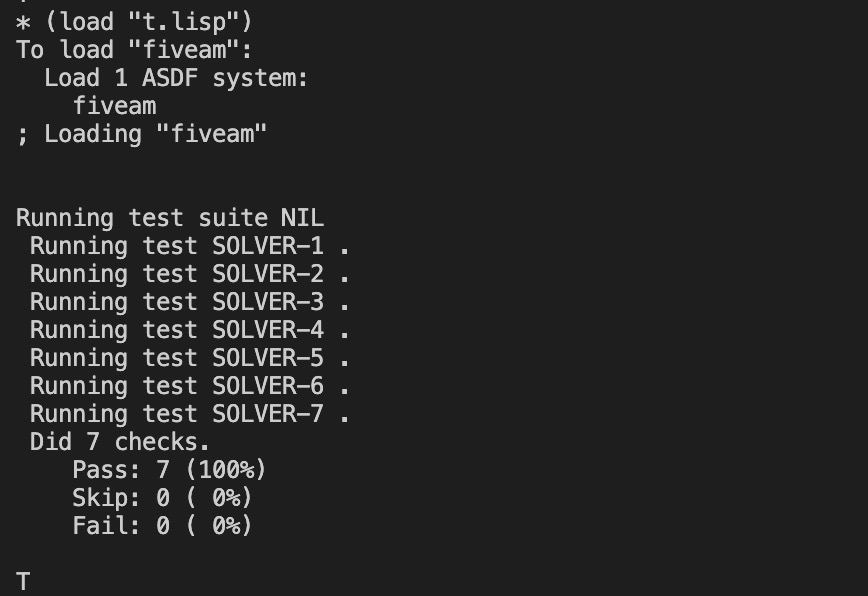 * (load "t.lisp")
To load "fiveam":
  Load 1 ASDF system:
    fiveam
; Loading "fiveam"
Running test suite NIL
 Running test SOLVER-1 .
 Running test SOLVER-2 .
 Running test SOLVER-3 .
 Running test SOLVER-4 .
 Running test SOLVER-5 .
 Running test SOLVER-6 .
 Running test SOLVER-7 .
 Did 7 checks.
    Pass: 7 (100%)
    Skip: 0 ( 0%)
    Fail: 0 ( 0%)
T